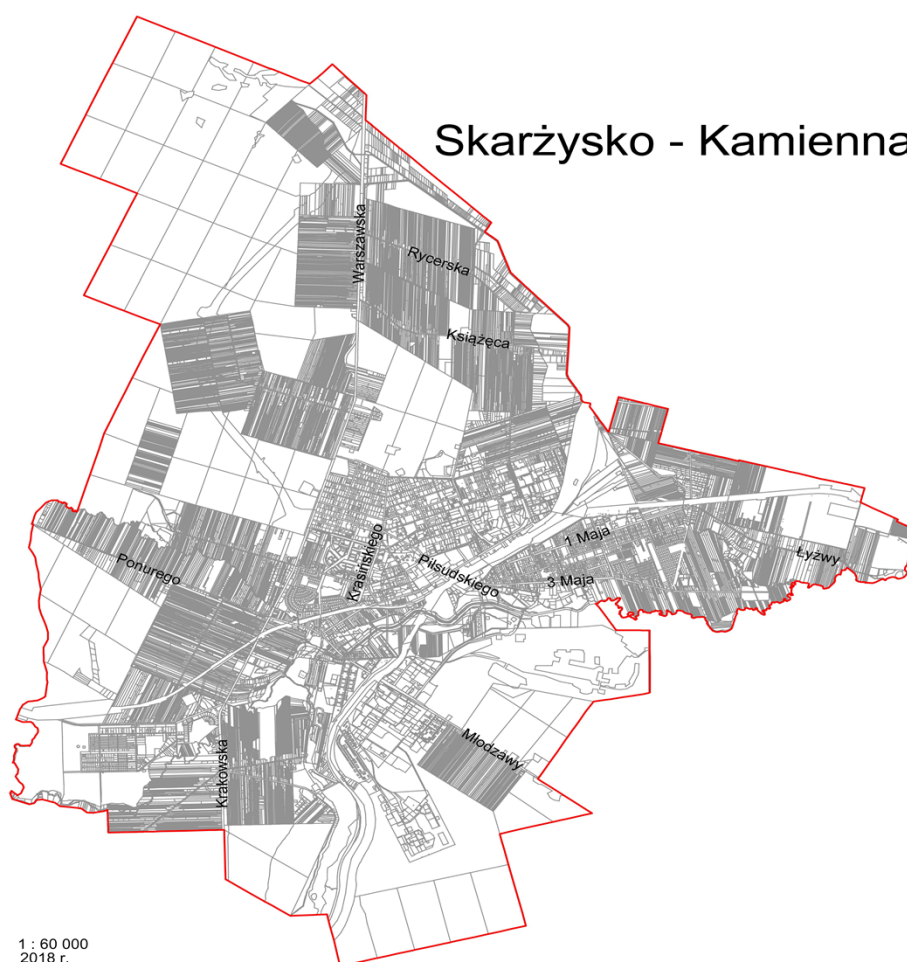 Skarżysko - Kamienna
Warszawska
Rycerska
Książęca
Krasińskiego
1 Maja
Piłsudskiego
3 Maja
Łyżwy
Ponurego
Młodzawy
Krakowska
1 : 60 000
2018 r.